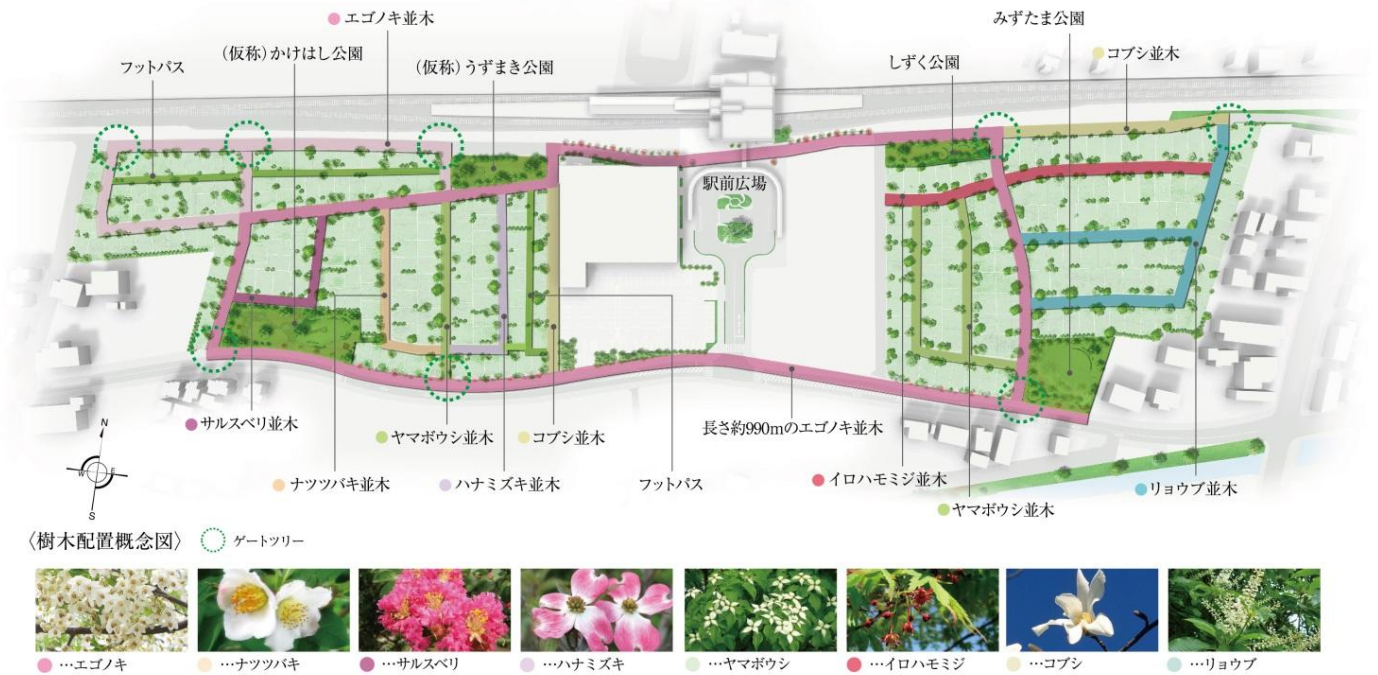 エゴノキ並木
みずたま公園
(仮称)かけはし公園
コブシ並木
フットパス
(仮称)うずまき公園
しずく公園
駅前広場
サルスベリ並木
ヤマボウシ並木
コブシ並木
長さ約990mのエゴノキ並木
ナツツバキ並木
ハナミズキ並木
フットパス
イロハモミジ並木
リョウブ並木
ヤマボウシ並木
N
W
E
S
〈樹木配置概念図〉 ゲートツリー
…エゴノキ
…ナツツバキ
…サルスベリ
…ハナミズキ
…ヤマボウシ
…イロハモミジ
…コブシ
…リョウブ